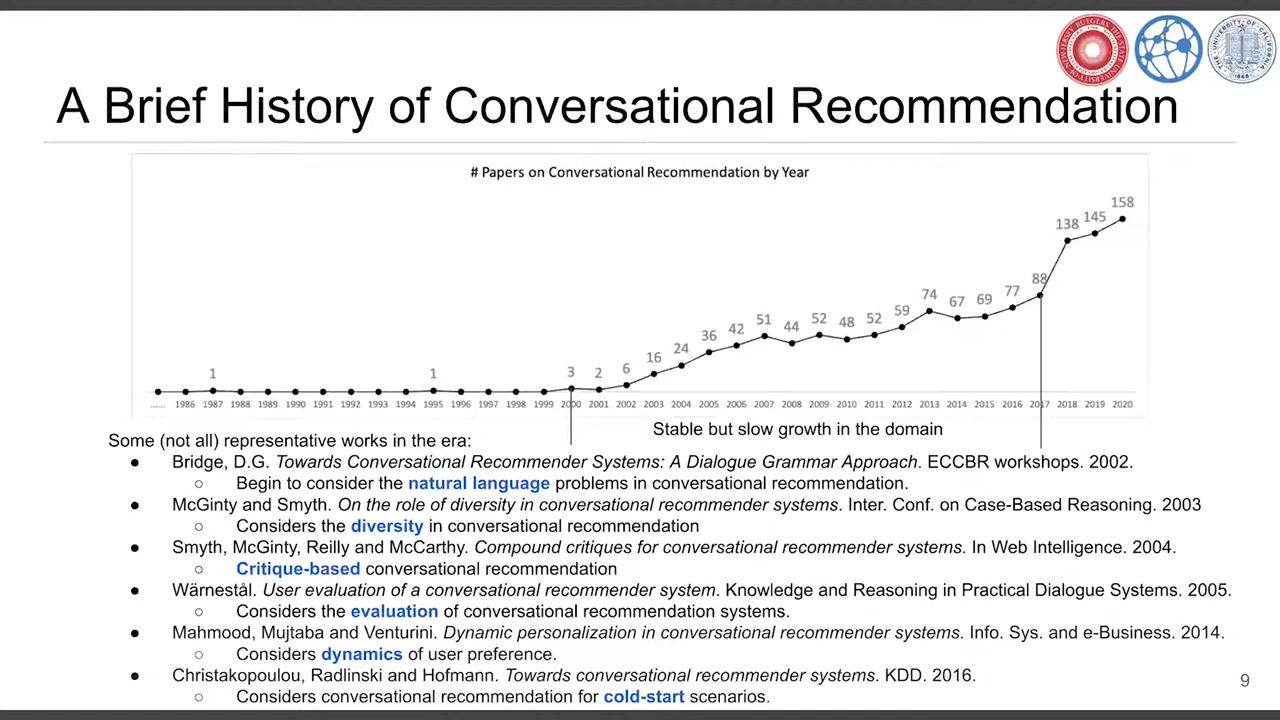 A Brief History of Conversational Recommendation
# Papers on Conversational Recommendation by Year
158
145
138
88
77
74
69
67
59
52
48
52
51
44
42
36
24
16
6
2
3
1
1
...... 1986 1987 1988 1989 1990 1991 1992 1993 1994 1995 1996 1997 1998 1999 2000 2001 2002 2003 2004 2005 2006 2007 2008 2009 2010 2011 2012 2013 2014 2015 2016 2017 2018 2019 2020
Stable but slow growth in the domain
Some (not all) representative works in the era:
● Bridge, D.G. Towards Conversational Recommender Systems: A Dialogue Grammar Approach. ECCBR workshops. 2002.
○ Begin to consider the natural language problems in conversational recommendation.
● McGinty and Smyth. On the role of diversity in conversational recommender systems. Inter. Conf. on Case-Based Reasoning. 2003
○ Considers the diversity in conversational recommendation
● Smyth, McGinty, Reilly and McCarthy. Compound critiques for conversational recommender systems. In Web Intelligence. 2004.
○ Critique-based conversational recommendation
● Wärnestål. User evaluation of a conversational recommender system. Knowledge and Reasoning in Practical Dialogue Systems. 2005.
○ Considers the evaluation of conversational recommendation systems.
● Mahmood, Mujtaba and Venturini. Dynamic personalization in conversational recommender systems. Info. Sys. and e-Business. 2014.
○ Considers dynamics of user preference.
● Christakopoulou, Radlinski and Hofmann. Towards conversational recommender systems. KDD. 2016.
○ Considers conversational recommendation for cold-start scenarios.
9